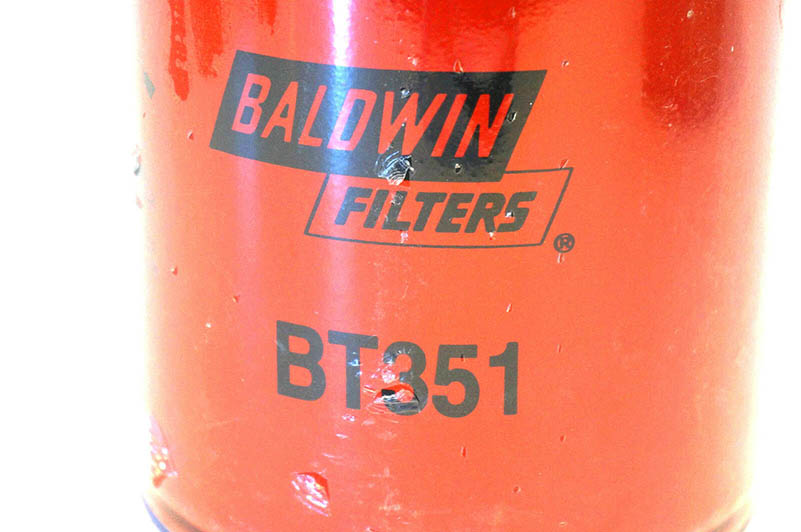 BALDWIN
FILTERS
®
BT351